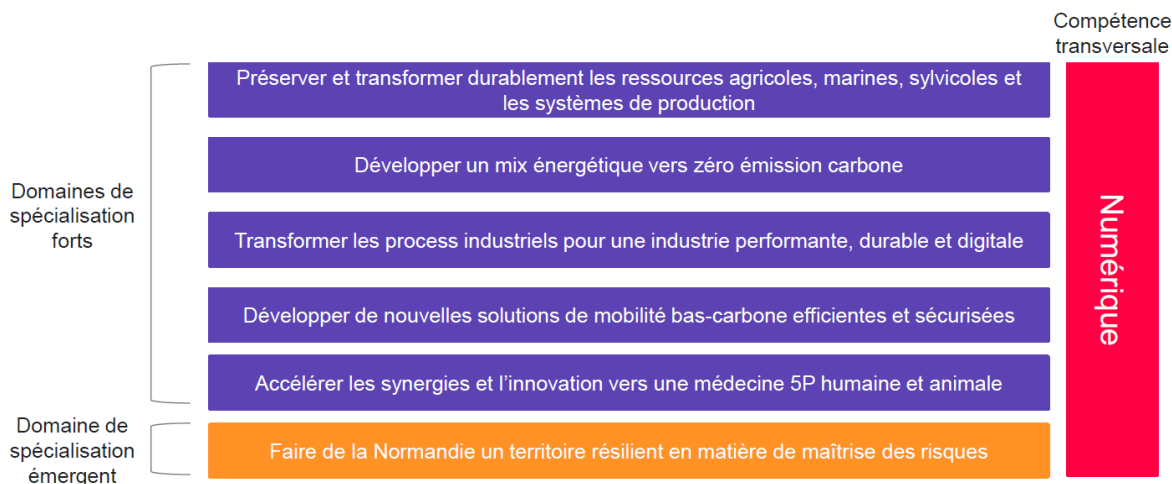 Compétence
transversale
Domaines de
spécialisation
forts
Préserver et transformer durablement les ressources agricoles, marines, sylvicoles et
les systèmes de production
Développer un mix énergétique vers zéro émission carbone
Transformer les process industriels pour une industrie performante, durable et digitale
Développer de nouvelles solutions de mobilité bas-carbone efficientes et sécurisées
Accélérer les synergies et l’innovation vers une médecine 5P humaine et animale
Domaine de
spécialisation
émergent
Faire de la Normandie un territoire résilient en matière de maîtrise des risques
Numérique